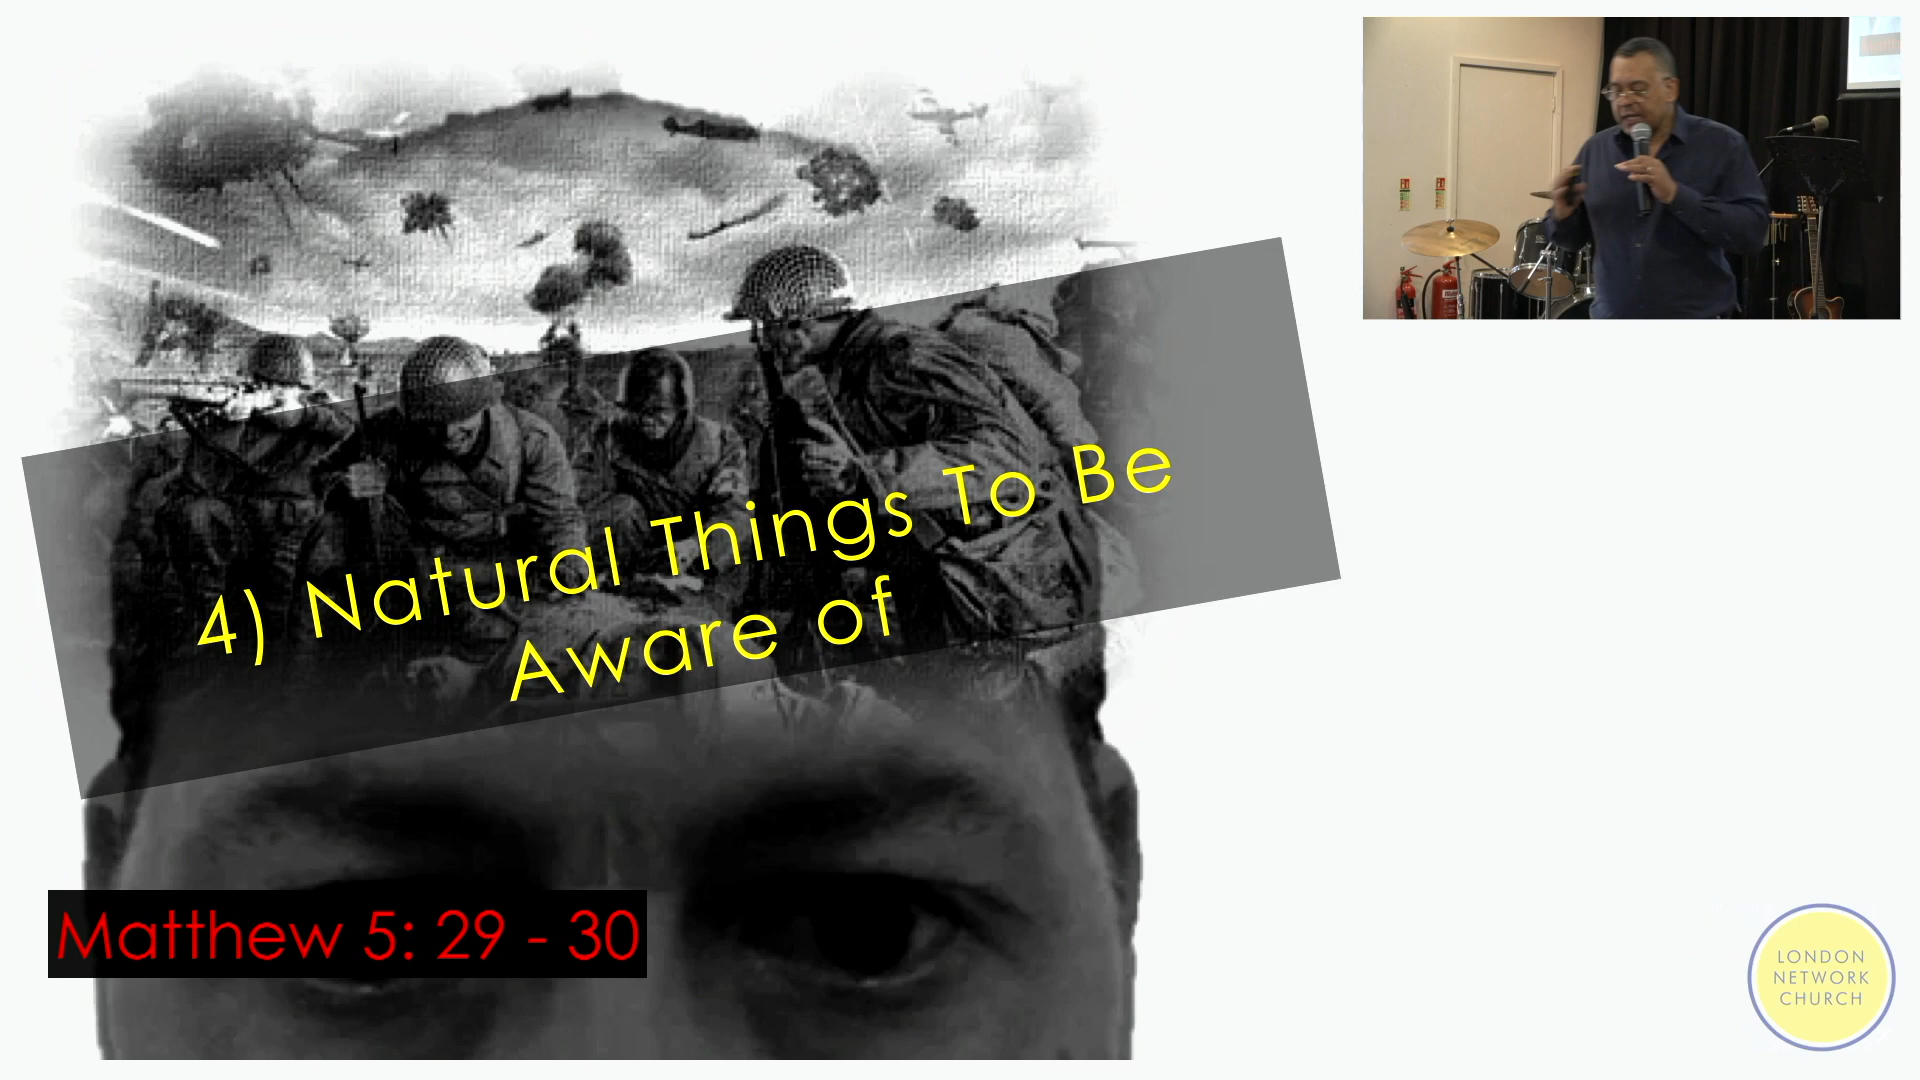 4) Natural Things To Be
Aware of
Matthew 5: 29 - 30
LONDON
NETWORK
CHURCH